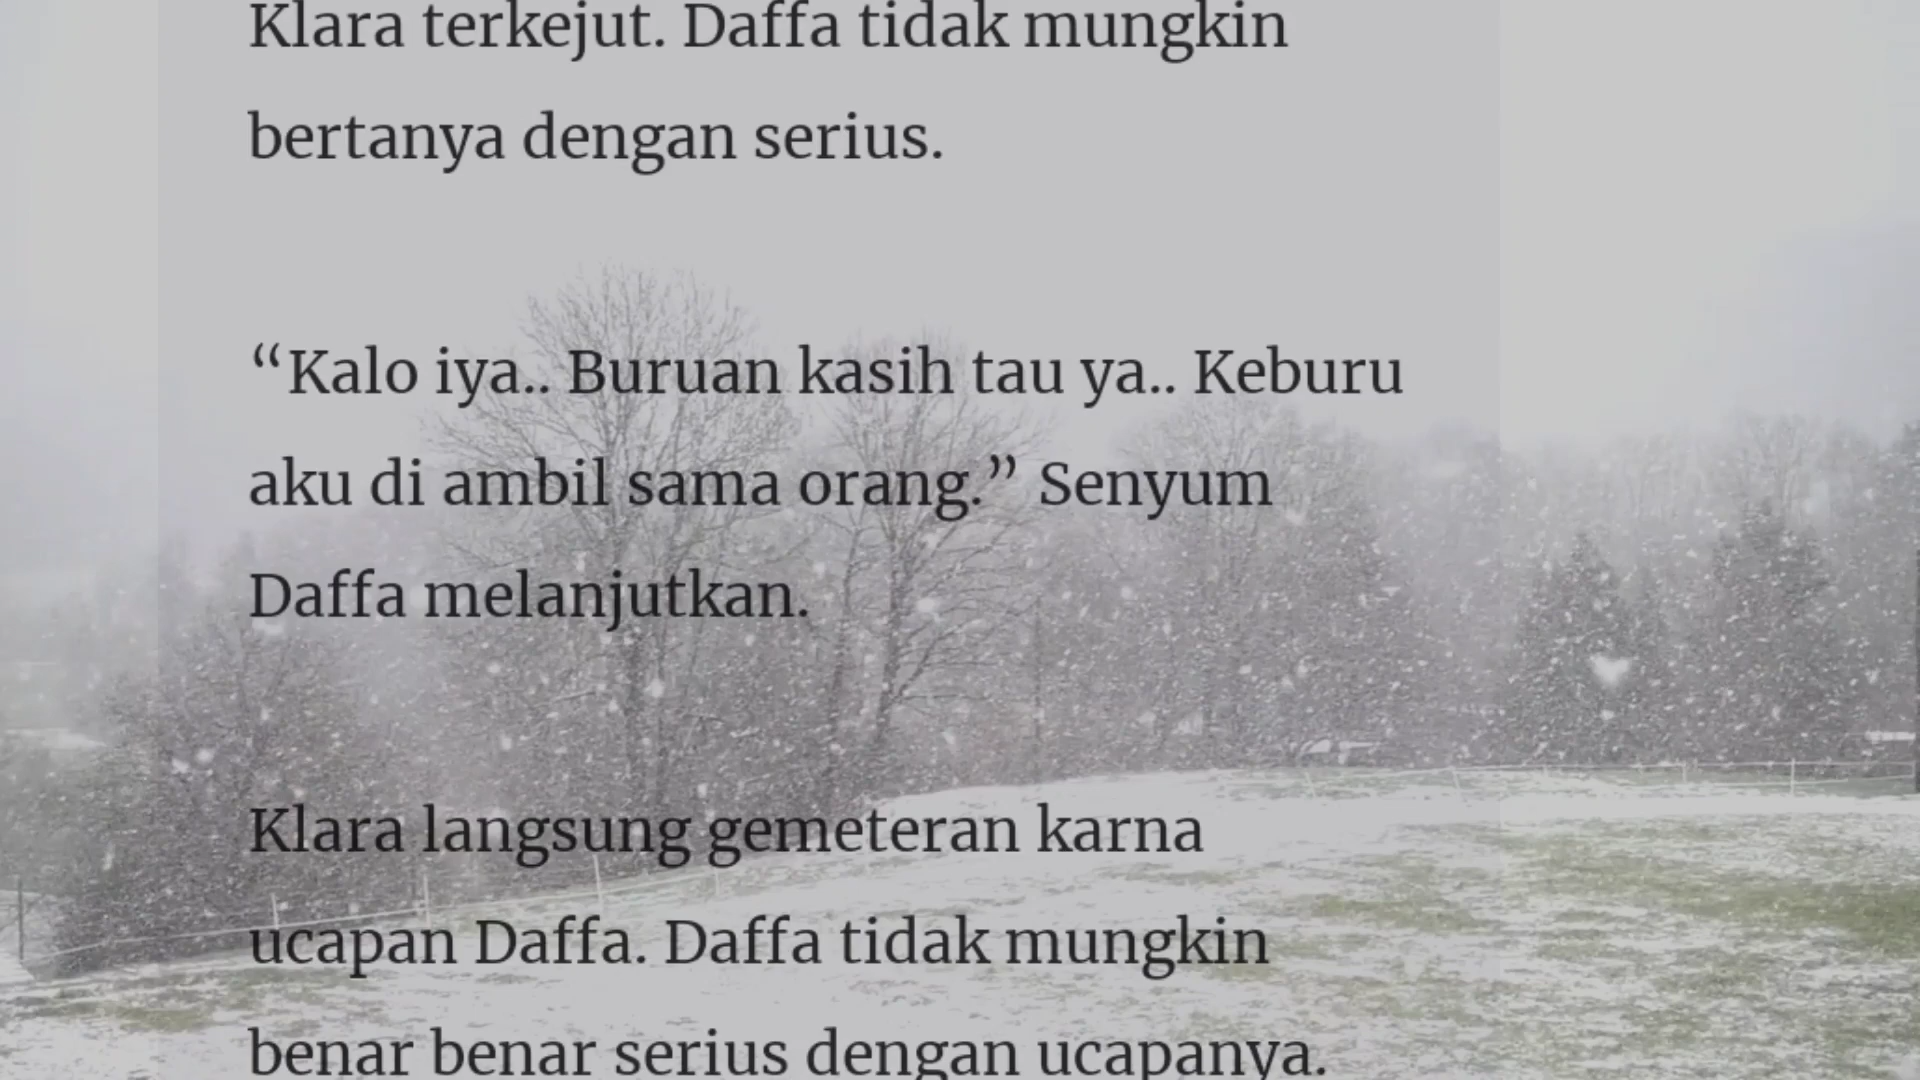 Klara terkejut. Daffa tidak mungkin
bertanya dengan serius.
“Kalo iya.. Buruan kasih tau ya.. Keburu
aku di ambil sama orang.” Senyum
Daffa melanjutkan.
Klara langsung gemeteran karna
ucapan Daffa. Daffa tidak mungkin
benar benar serius dengan ucapanya.